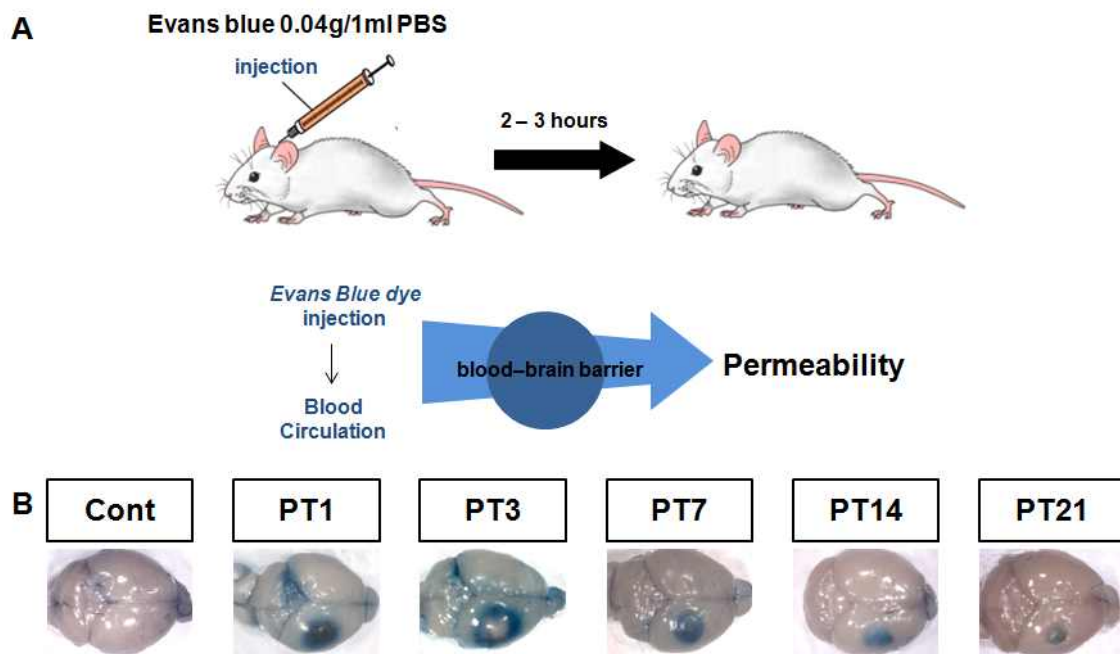 A
Evans blue 0.04g/1ml PBS
injection
2 – 3 hours
Evans Blue dye
injection
Blood
Circulation
blood–brain barrier
Permeability
B
Cont
PT1
PT3
PT7
PT14
PT21